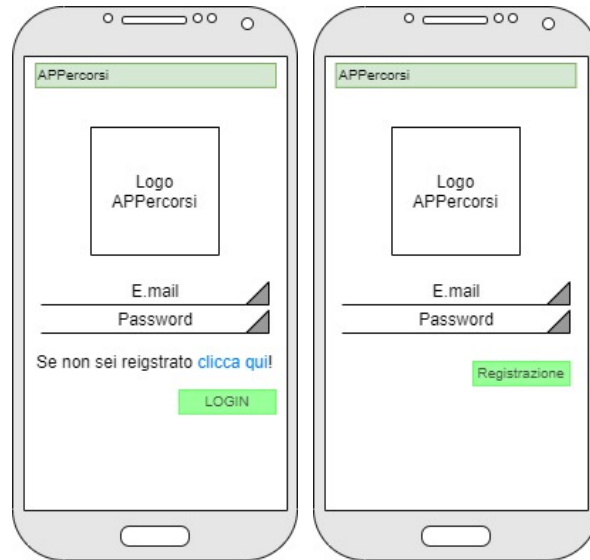 APPercorsi
Logo
APPercorsi
E.mail
Password
Se non sei reigstrato clicca qui!
LOGIN
APPercorsi
Logo
APPercorsi
E.mail
Password
Registrazione